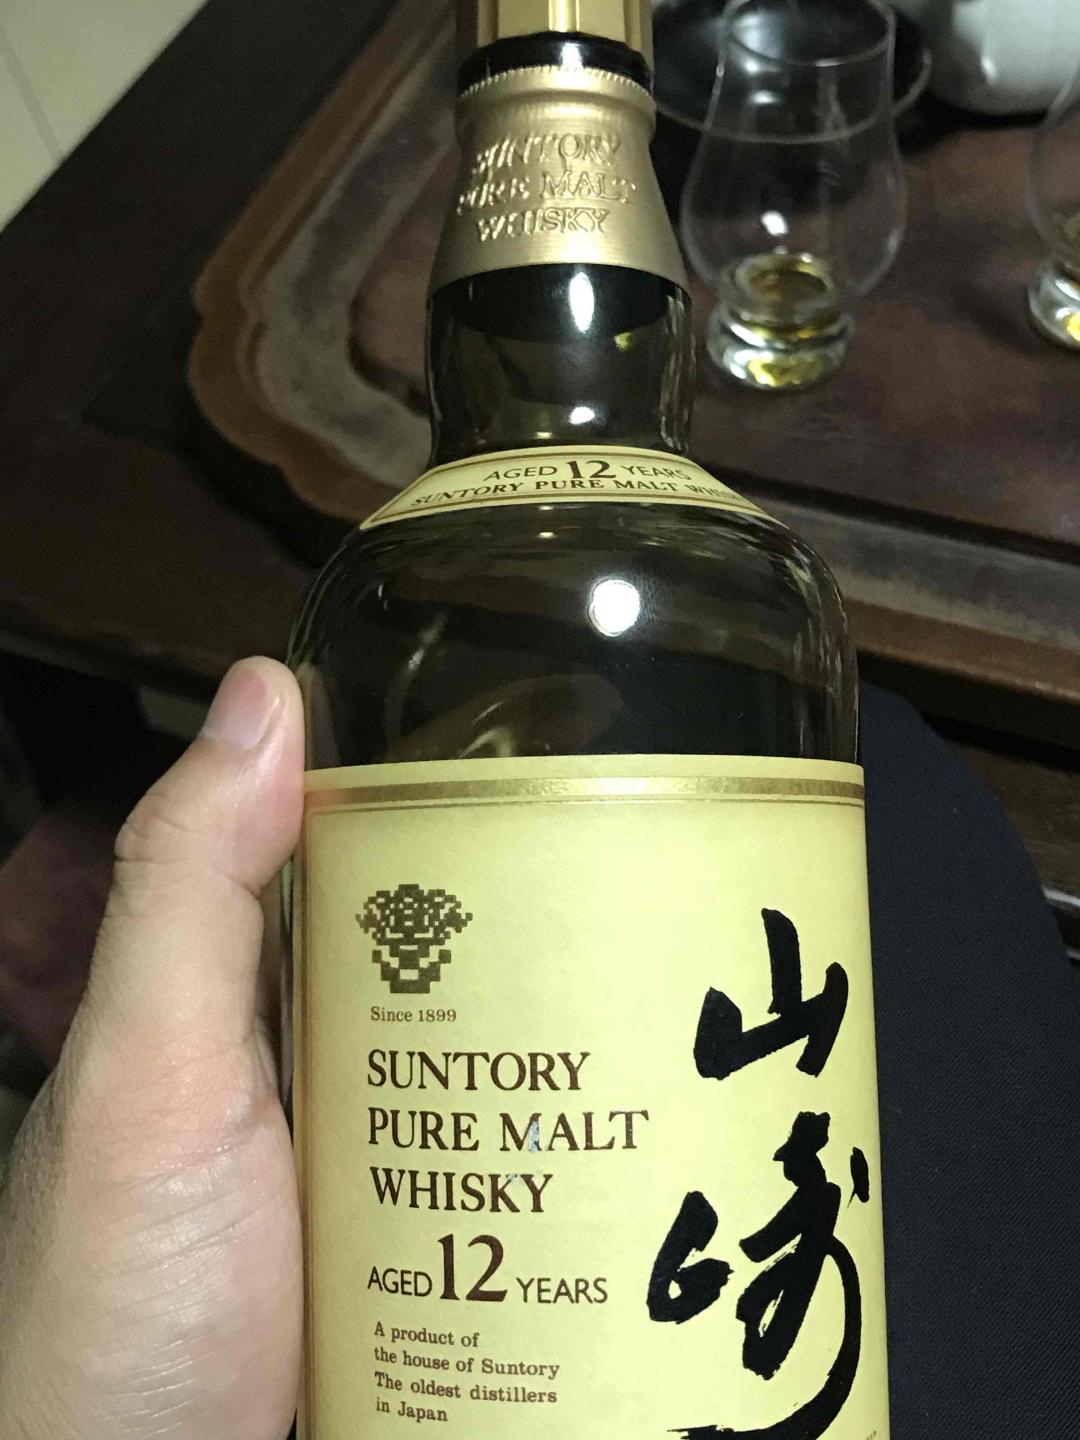 SUNTORY
PURE MALT
WHISKY
AGED 12 YEARS
SUNTORY PURE MALT WHISKY
Since 1899
SUNTORY
PURE MALT
WHISKY
AGED 12 YEARS
A product of
the house of Suntory
The oldest distillers
in Japan
山
崎